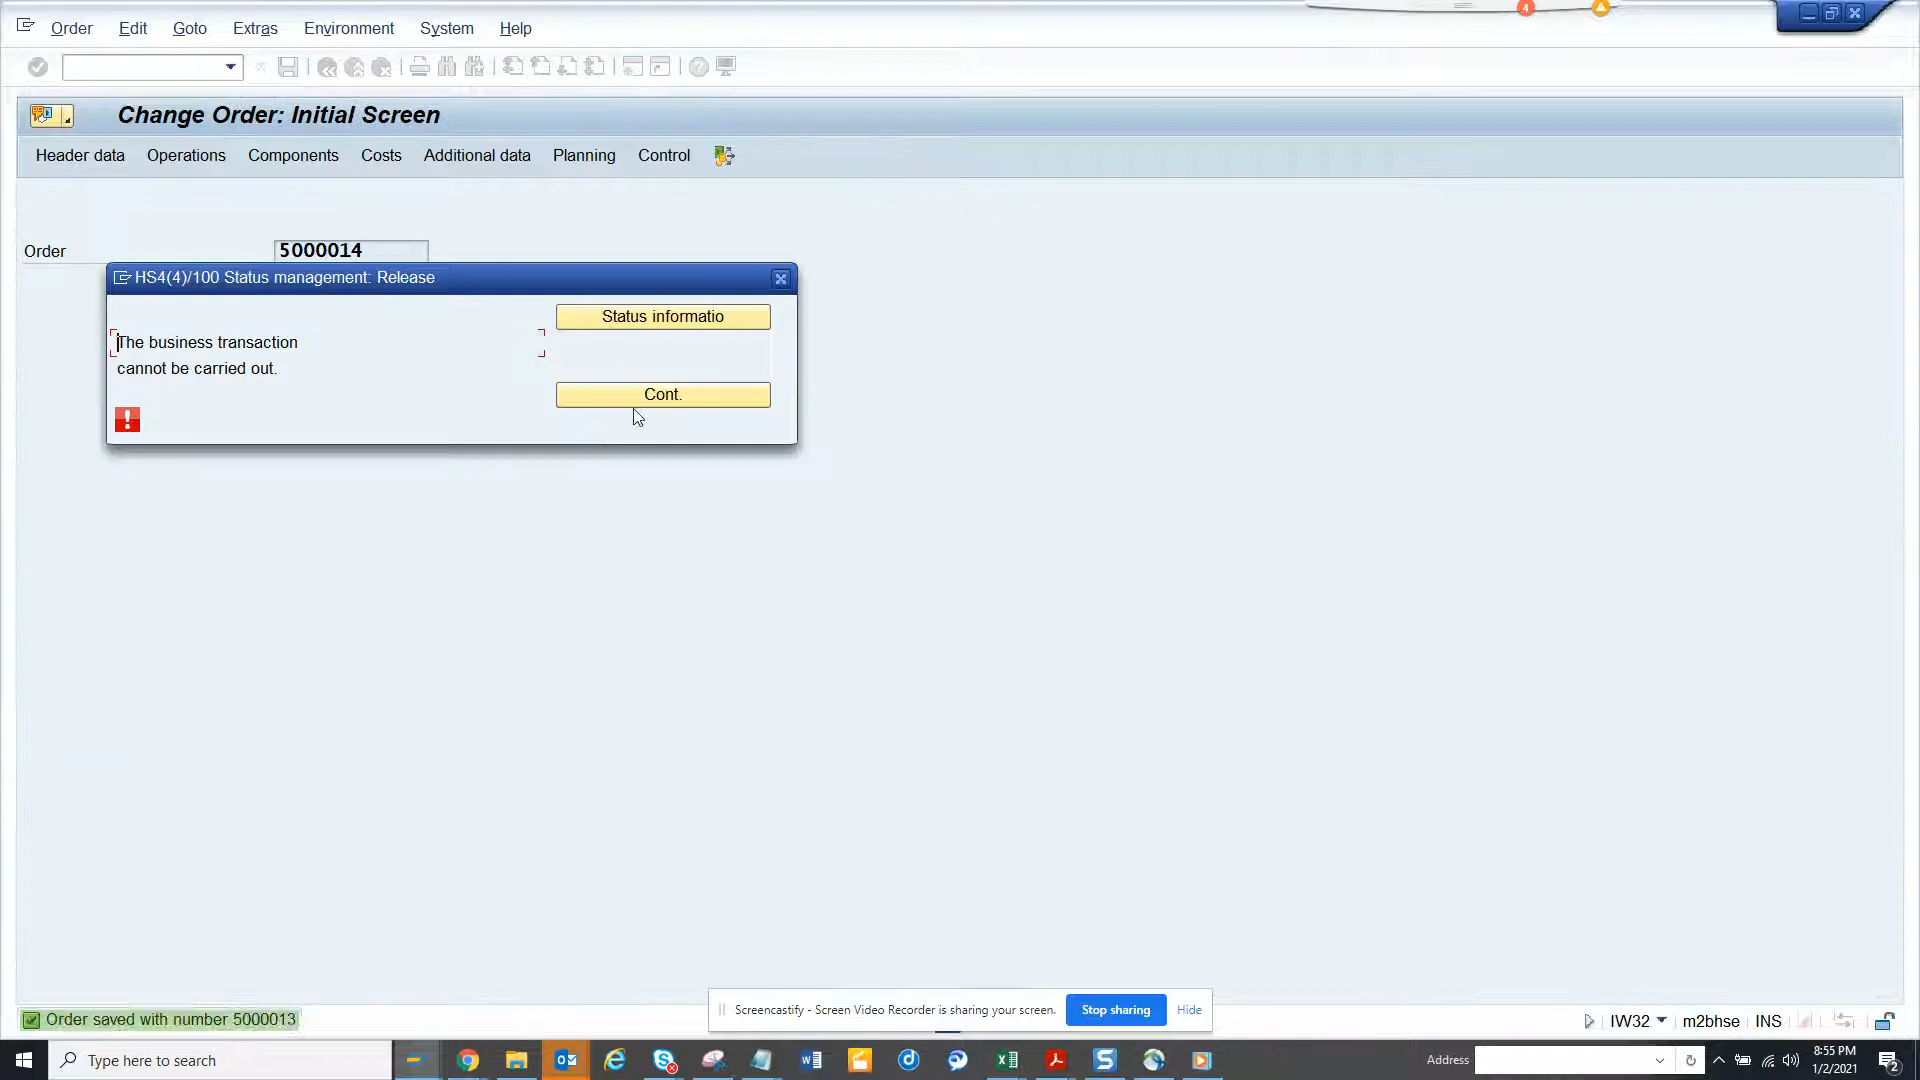 4
Order Edit Goto Extras Environment System Help
Change Order: Initial Screen
Header data Operations Components Costs Additional data Planning Control
Order 5000014
HS4(4)/100 Status management: Release
Status informatio
The business transaction
cannot be carried out.
Cont.
Screencastify - Screen Video Recorder is sharing your screen. Stop sharing Hide
Order saved with number 5000013
IW32 m2bhse INS
Type here to search
Address
8:55 PM
1/2/2021
2